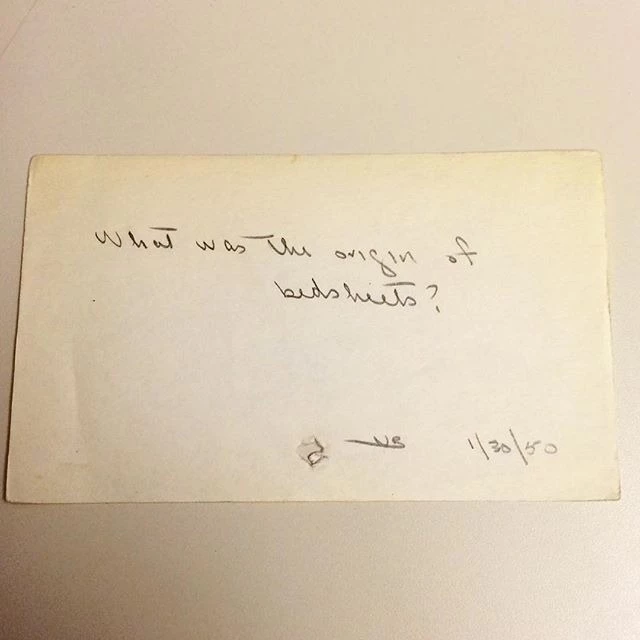 What was the origin of
bedsheets?
1/30/50